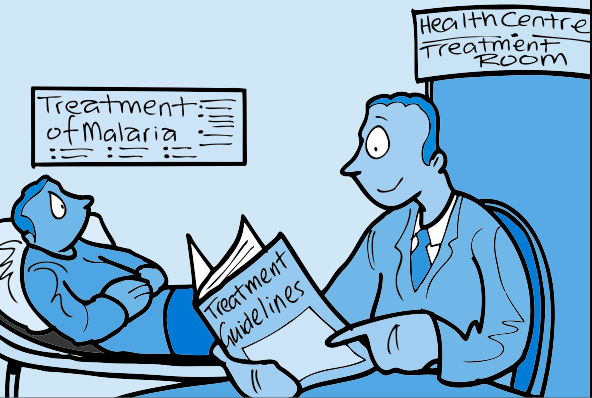 Health Centre
Treatment
Room
Treatment
of Malaria
Treatment
Guidelines